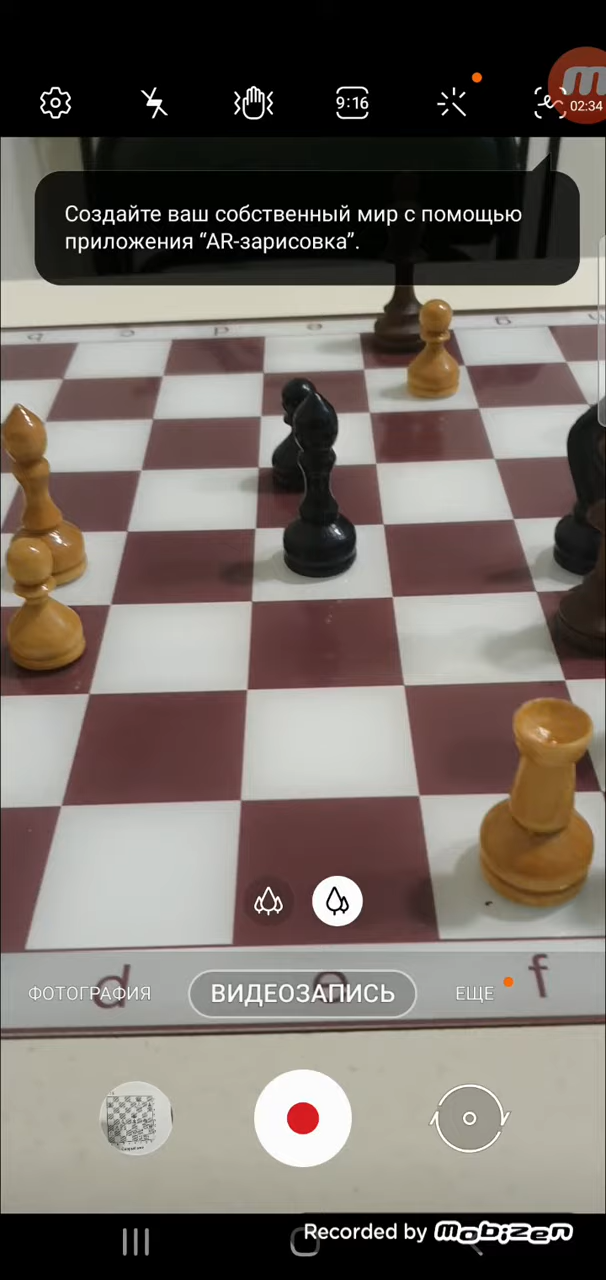 9:16
02:34
Создайте ваш собственный мир с помощью
приложения “AR-зарисовка”.
d e f
ФОТОГРАФИЯ ВИДЕОЗАПИСЬ ЕЩЕ
Recorded by mobizen